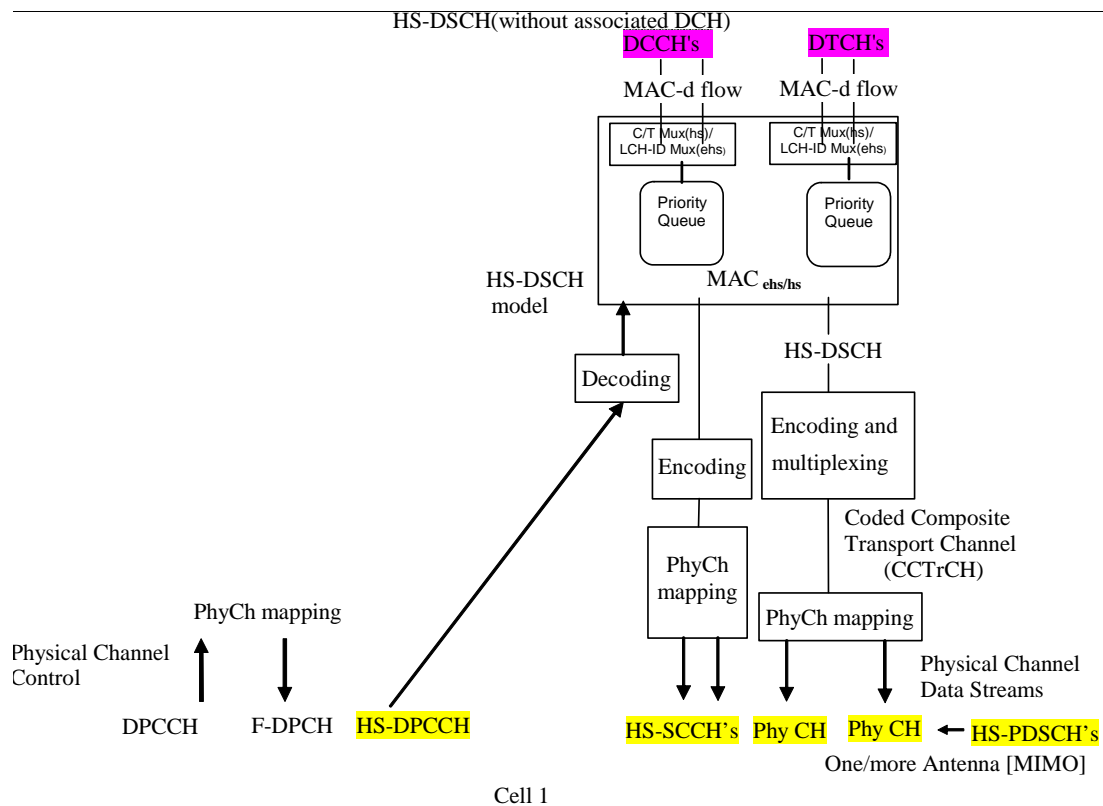 HS-DSCH(without associated DCH)
DCCH's
DTCH's
MAC-d flow
MAC-d flow
C/T Mux(hs)/
LCH-ID Mux(ehs)
C/T Mux(hs)/
LCH-ID Mux(ehs)
Priority
Queue
Priority
Queue
MAC ehs/hs
HS-DSCH
model
HS-DSCH
Decoding
Encoding and
multiplexing
Encoding
Coded Composite
Transport Channel
(CCTrCH)
PhyCh
mapping
PhyCh mapping
PhyCh mapping
Physical Channel
Control
Physical Channel
Data Streams
DPCCH
F-DPCH
HS-DPCCH
HS-SCCH’s
Phy CH
Phy CH
HS-PDSCH’s
One/more Antenna [MIMO]
Cell 1